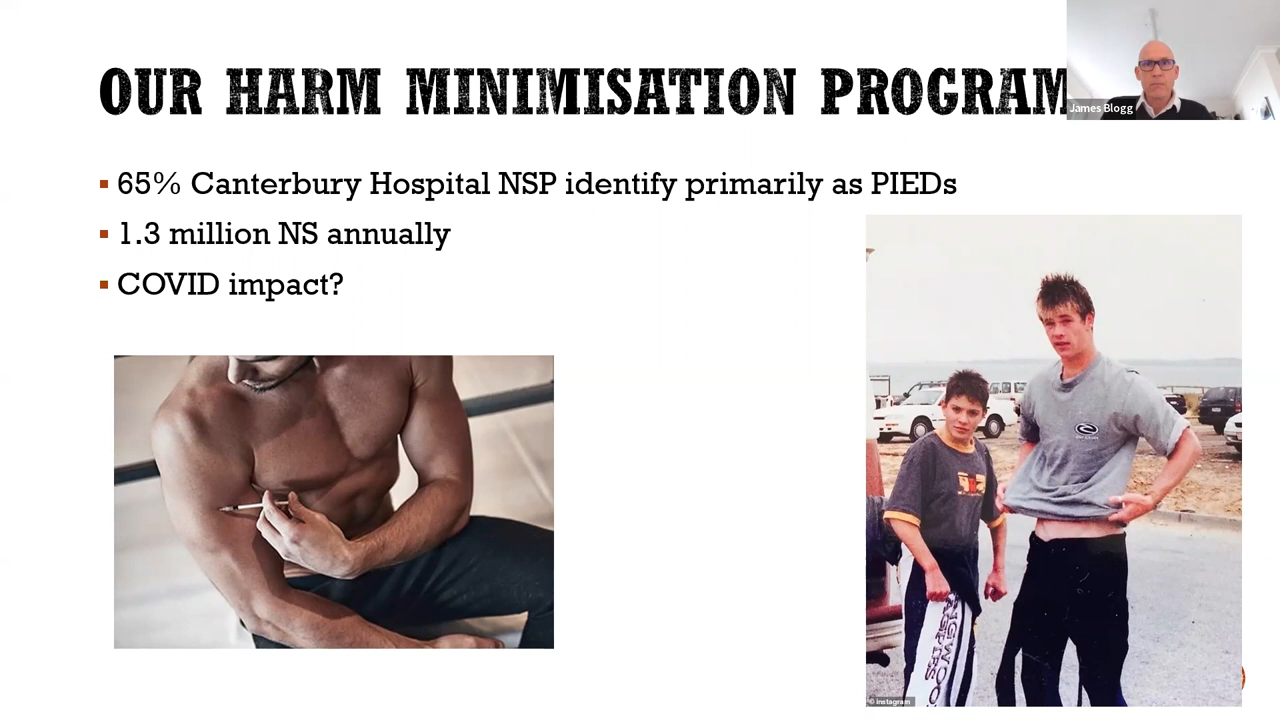 OUR HARM MINIMISATION PROGRAM
James Blogg
65% Canterbury Hospital NSP identify primarily as PIEDs
1.3 million NS annually
COVID impact?
© Instagram